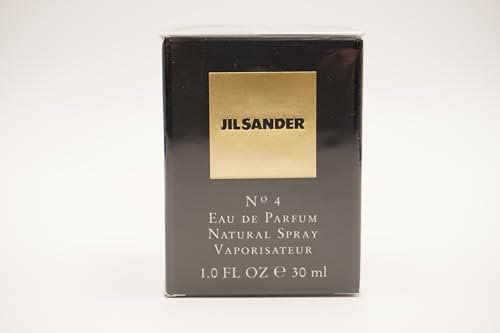 JIL SANDER
Nº 4
EAU DE PARFUM
NATURAL SPRAY
VAPORISATEUR
1.0 FL OZ ℮ 30 ml